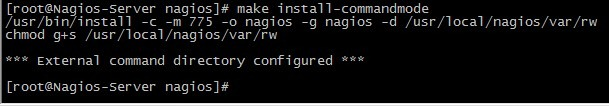 [root@Nagios-Server nagios]# make install-commandmode
/usr/bin/install -c -m 775 -o nagios -g nagios -d /usr/local/nagios/var/rw
chmod g+s /usr/local/nagios/var/rw
*** External command directory configured ***
[root@Nagios-Server nagios]#